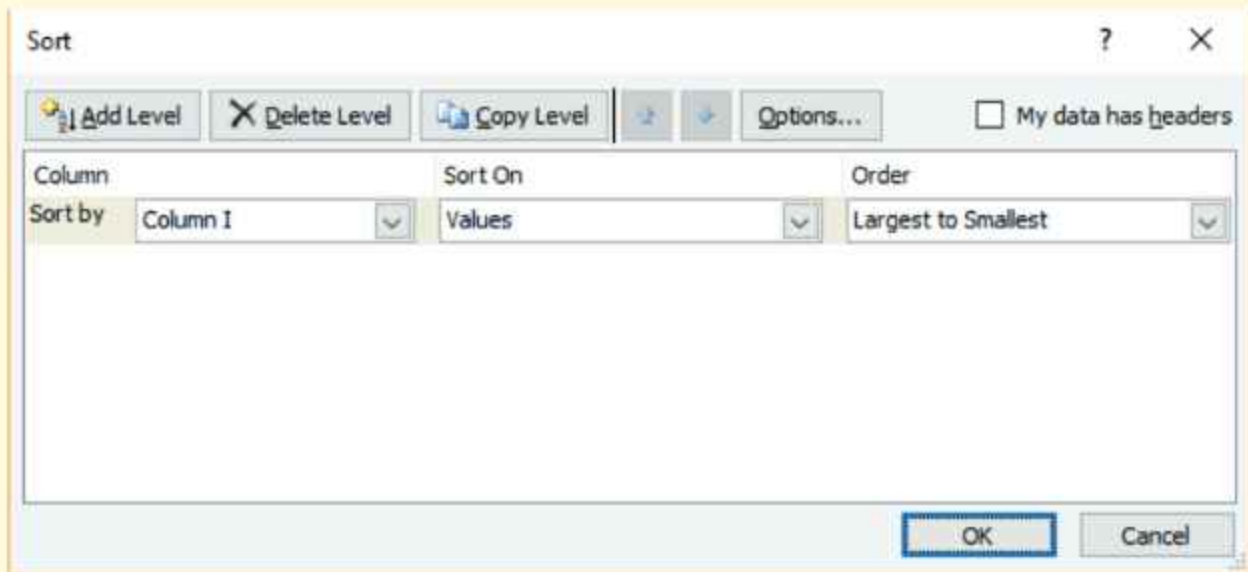 Sort ?
Add Level Delete Level Copy Level Options... My data has headers
Column Sort On Order
Sort by Column I Values Largest to Smallest
OK Cancel